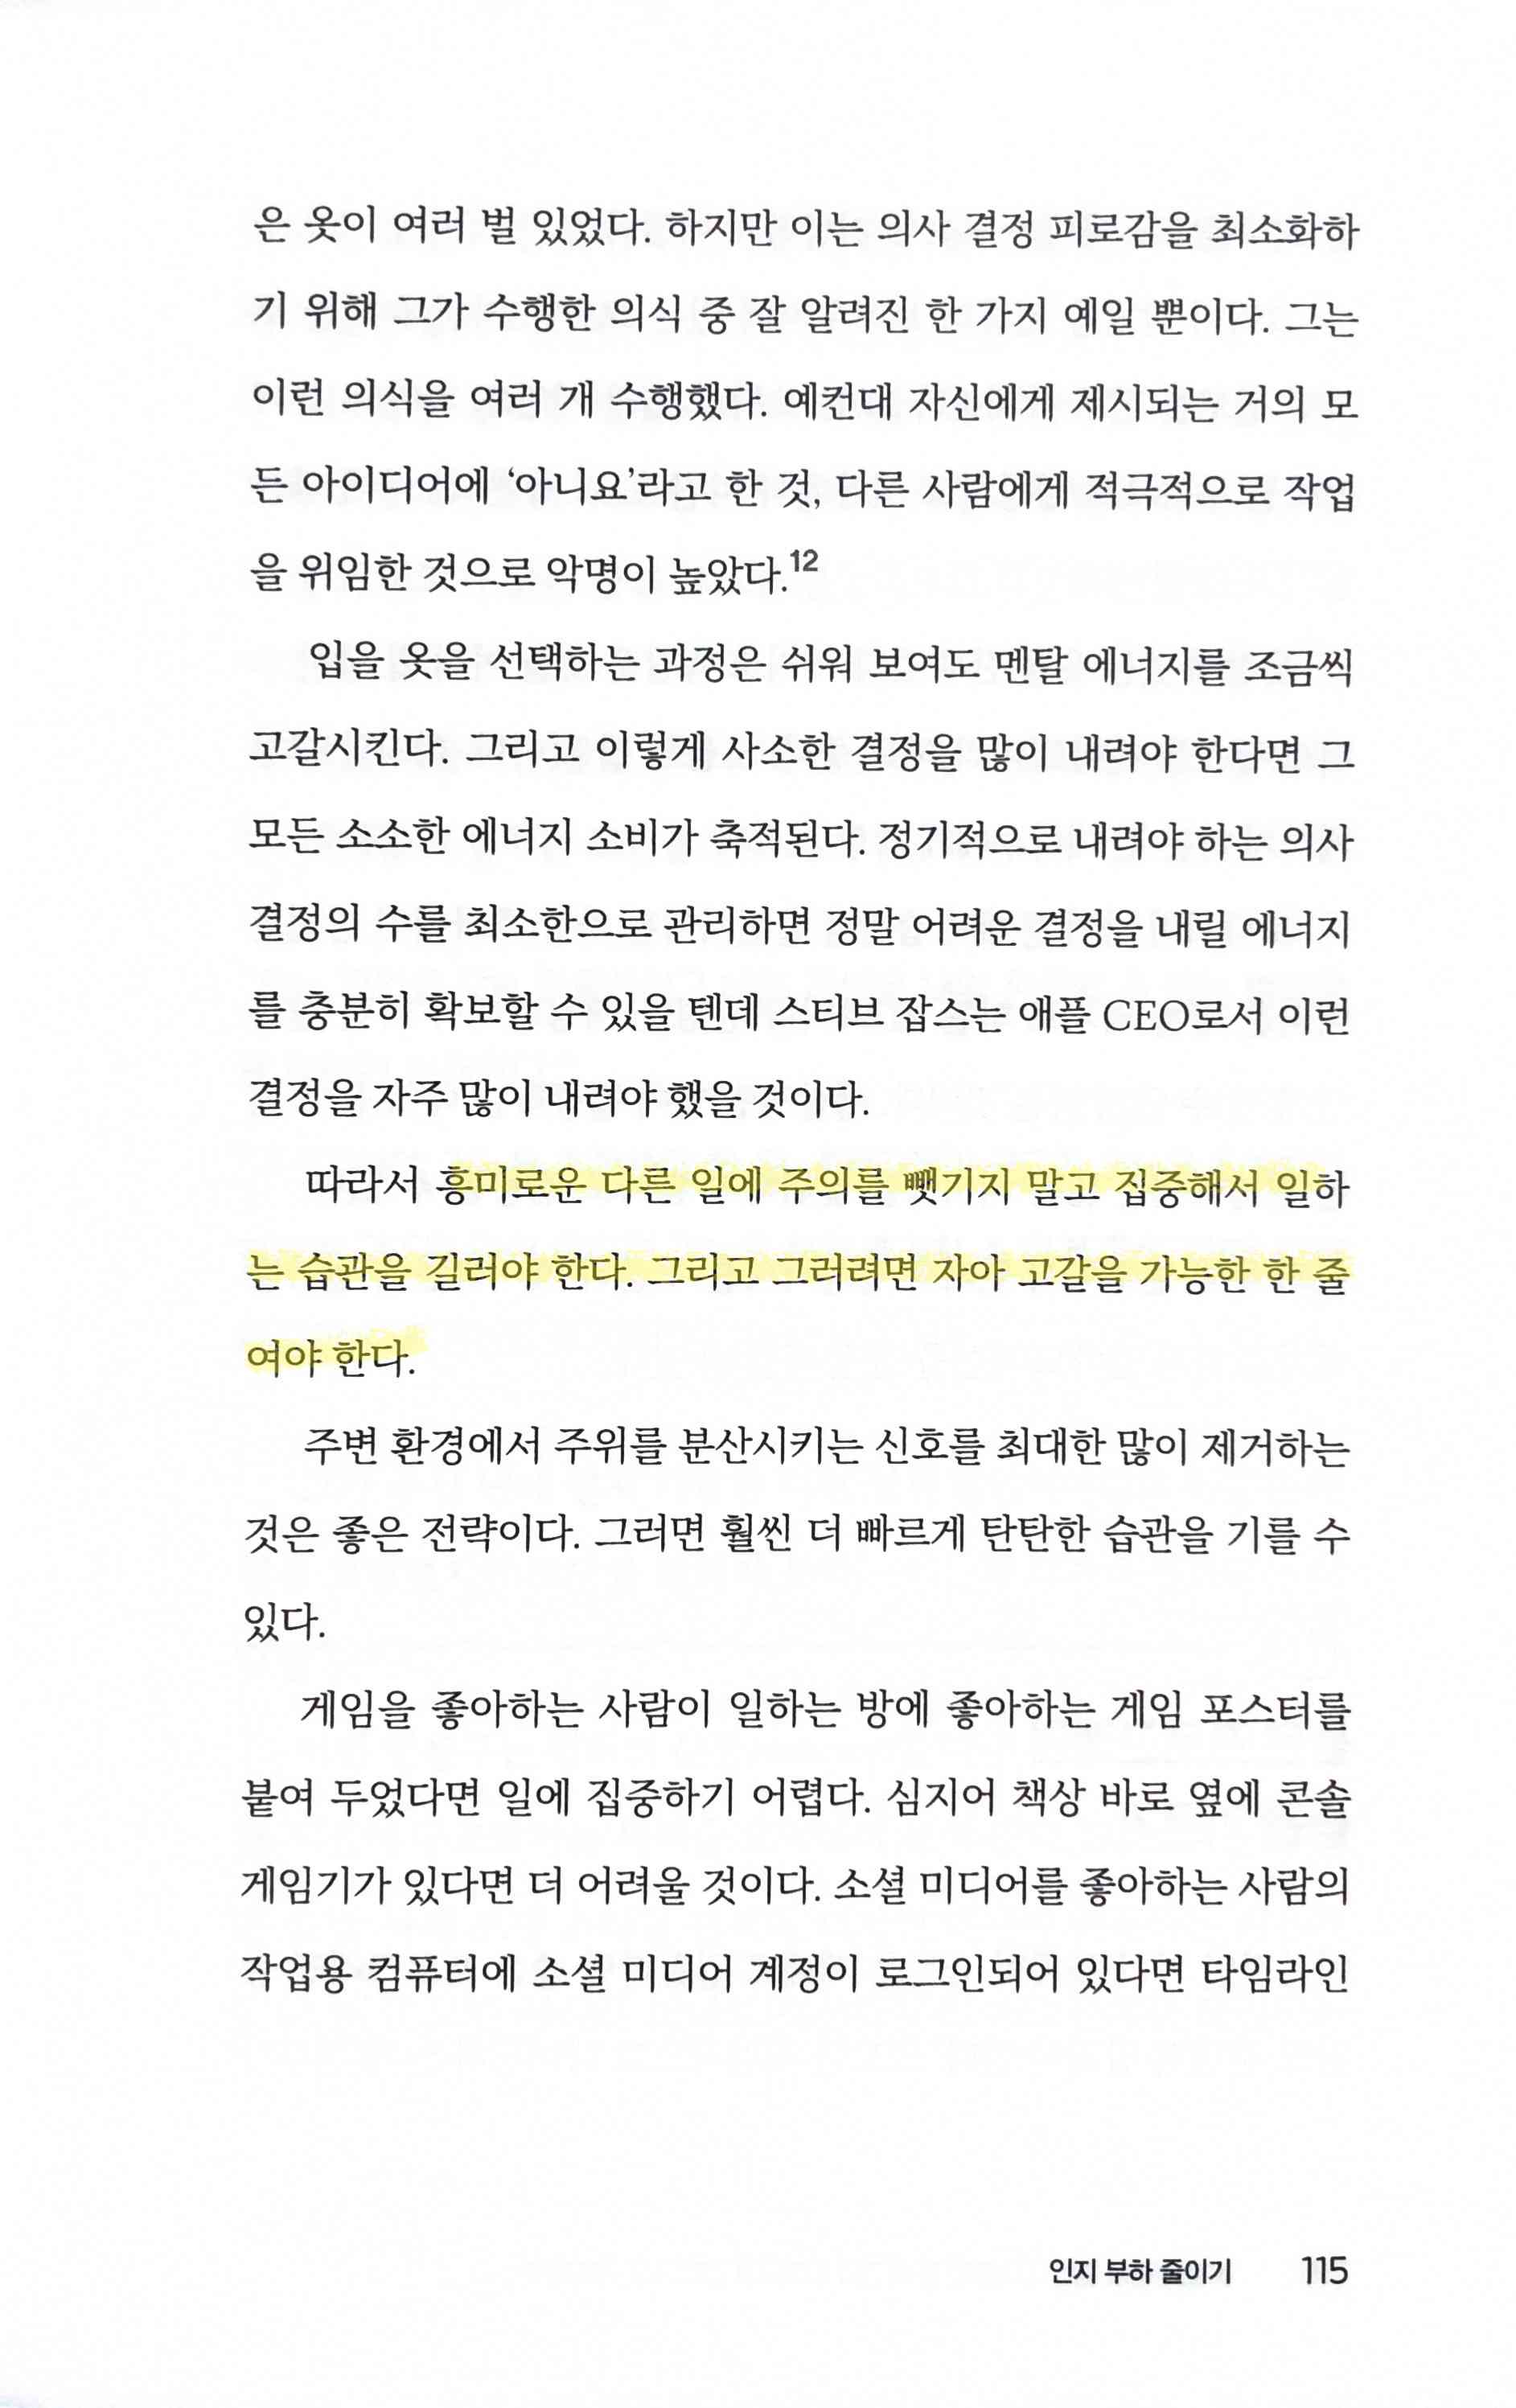 은 옷이 여러 벌 있었다. 하지만 이는 의사 결정 피로감을 최소화하
기 위해 그가 수행한 의식 중 잘 알려진 한 가지 예일 뿐이다. 그는
이런 의식을 여러 개 수행했다. 예컨대 자신에게 제시되는 거의 모
든 아이디어에 ‘아니요’라고 한 것, 다른 사람에게 적극적으로 작업
을 위임한 것으로 악명이 높았다.12
입을 옷을 선택하는 과정은 쉬워 보여도 멘탈 에너지를 조금씩
고갈시킨다. 그리고 이렇게 사소한 결정을 많이 내려야 한다면 그
모든 소소한 에너지 소비가 축적된다. 정기적으로 내려야 하는 의사
결정의 수를 최소한으로 관리하면 정말 어려운 결정을 내릴 에너지
를 충분히 확보할 수 있을 텐데 스티브 잡스는 애플 CEO로서 이런
결정을 자주 많이 내려야 했을 것이다.
따라서 흥미로운 다른 일에 주의를 뺏기지 말고 집중해서 일하
는 습관을 길러야 한다. 그리고 그러려면 자아 고갈을 가능한 한 줄
여야 한다.
주변 환경에서 주위를 분산시키는 신호를 최대한 많이 제거하는
것은 좋은 전략이다. 그러면 훨씬 더 빠르게 탄탄한 습관을 기를 수
있다.
게임을 좋아하는 사람이 일하는 방에 좋아하는 게임 포스터를
붙여 두었다면 일에 집중하기 어렵다. 심지어 책상 바로 옆에 콘솔
게임기가 있다면 더 어려울 것이다. 소셜 미디어를 좋아하는 사람의
작업용 컴퓨터에 소셜 미디어 계정이 로그인되어 있다면 타임라인
인지 부하 줄이기 115